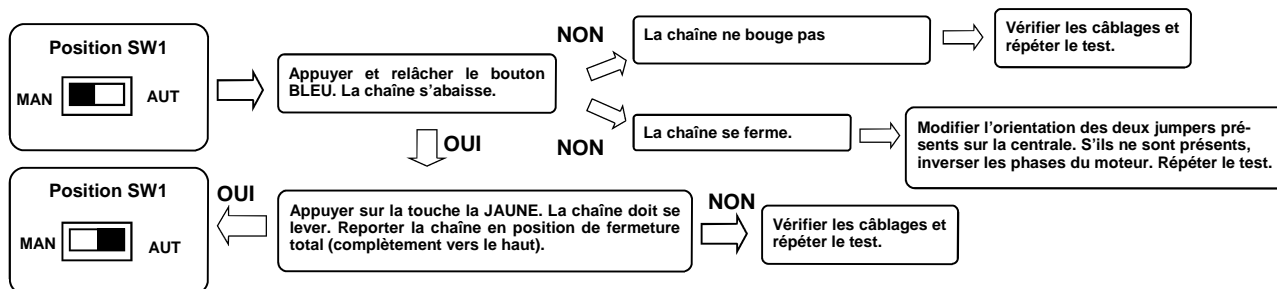 Position SW1
MAN
AUT
Appuyer et relâcher le bouton
BLEU. La chaîne s'abaisse.
NON
La chaîne ne bouge pas
Vérifier les câblages et
répéter le test.
NON
La chaîne se ferme.
Modifier l'orientation des deux jumpers pré-
sents sur la centrale. S'ils ne sont présents,
inverser les phases du moteur. Répéter le test.
OUI
Appuyer sur la touche la JAUNE. La chaîne doit se
lever. Reporter la chaîne en position de fermeture
total (complètement vers le haut).
NON
Vérifier les câblages et
répéter le test.
OUI
Position SW1
MAN
AUT